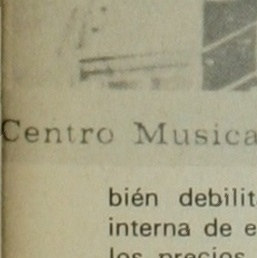 Centro Musica
bién debilit
interna de e
los precios